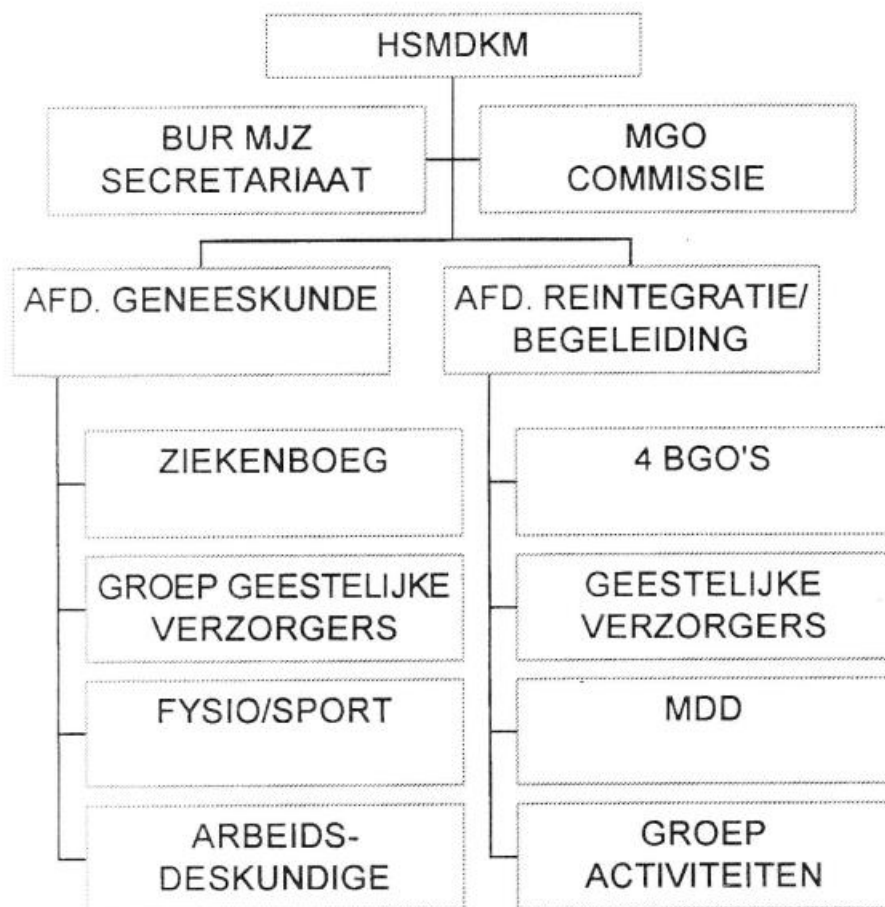 HSMDKM
BUR MJZ
SECRETARIAAT
MGO
COMMISSIE
AFD. GENEESKUNDE
AFD. REINTEGRATIE/
BEGELEIDING
ZIEKENBOEG
GROEP GEESTELIJKE
VERZORGERS
FYSIO/SPORT
ARBEIDS-
DESKUNDIGE
4 BGO'S
GEESTELIJKE
VERZORGERS
MDD
GROEP
ACTIVITEITEN